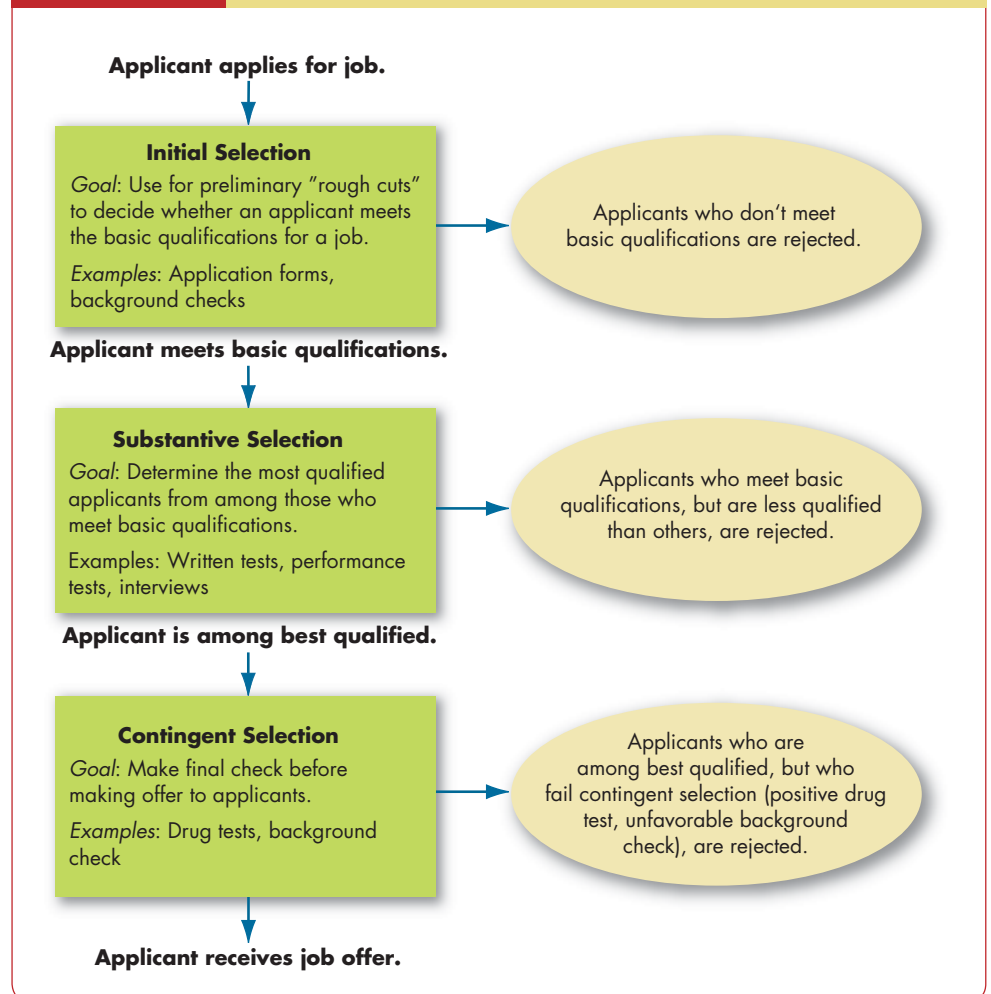 Applicant applies for job.
Initial Selection
Goal: Use for preliminary "rough cuts"
to decide whether an applicant meets
the basic qualifications for a job.
Examples: Application forms,
background checks
Applicants who don't meet
basic qualifications are rejected.
Applicant meets basic qualifications.
Substantive Selection
Goal: Determine the most qualified
applicants from among those who
meet basic qualifications.
Examples: Written tests, performance
tests, interviews
Applicants who meet basic
qualifications, but are less qualified
than others, are rejected.
Applicant is among best qualified.
Contingent Selection
Goal: Make final check before
making offer to applicants.
Examples: Drug tests, background
check
Applicants who are
among best qualified, but who
fail contingent selection (positive drug
test, unfavorable background
check), are rejected.
Applicant receives job offer.